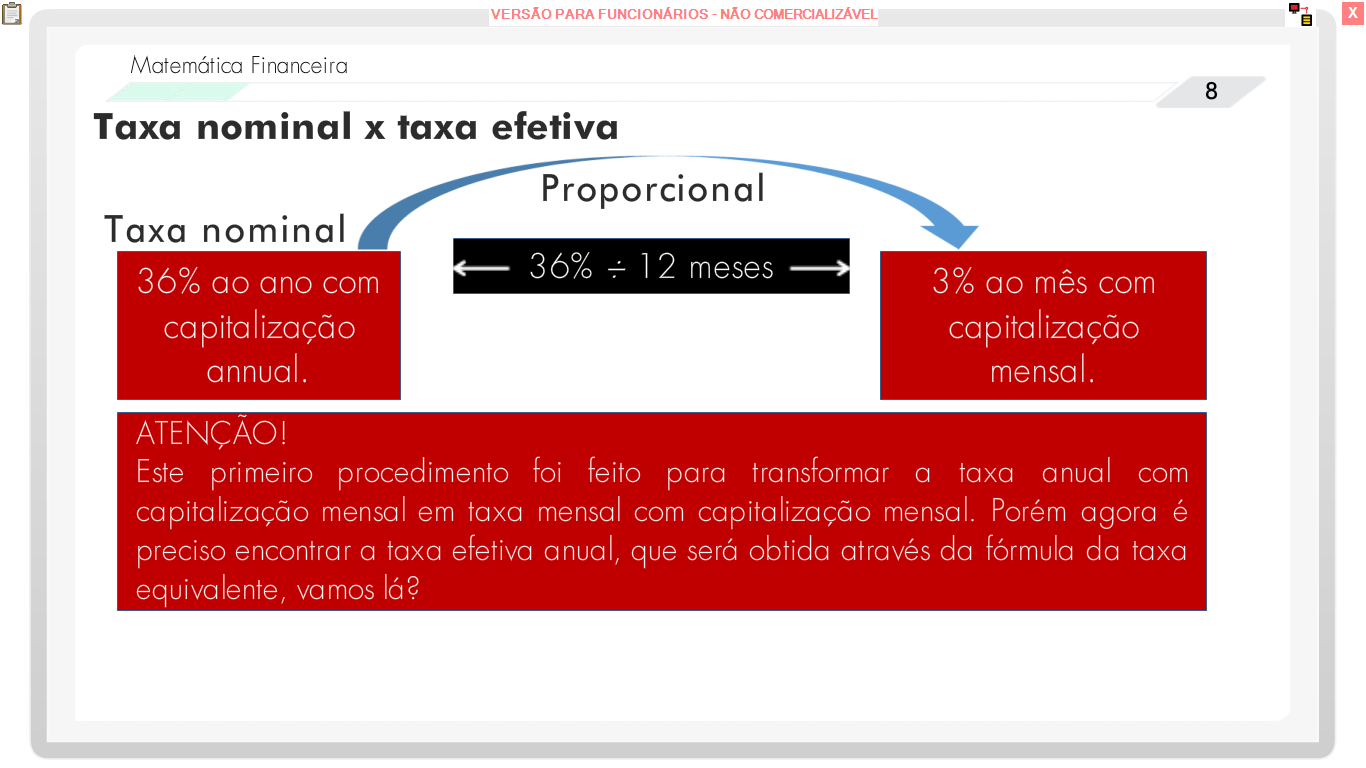 VERSÃO PARA FUNCIONÁRIOS - NÃO COMERCIALIZÁVEL
X
Matemática Financeira
8
Taxa nominal x taxa efetiva
Proporcional
Taxa nominal
36% ao ano com
capitalização
annual.
36% ÷ 12 meses
3% ao mês com
capitalização
mensal.
ATENÇÃO!
Este primeiro procedimento foi feito para transformar a taxa anual com
capitalização mensal em taxa mensal com capitalização mensal. Porém agora é
preciso encontrar a taxa efetiva anual, que será obtida através da fórmula da taxa
equivalente, vamos lá?